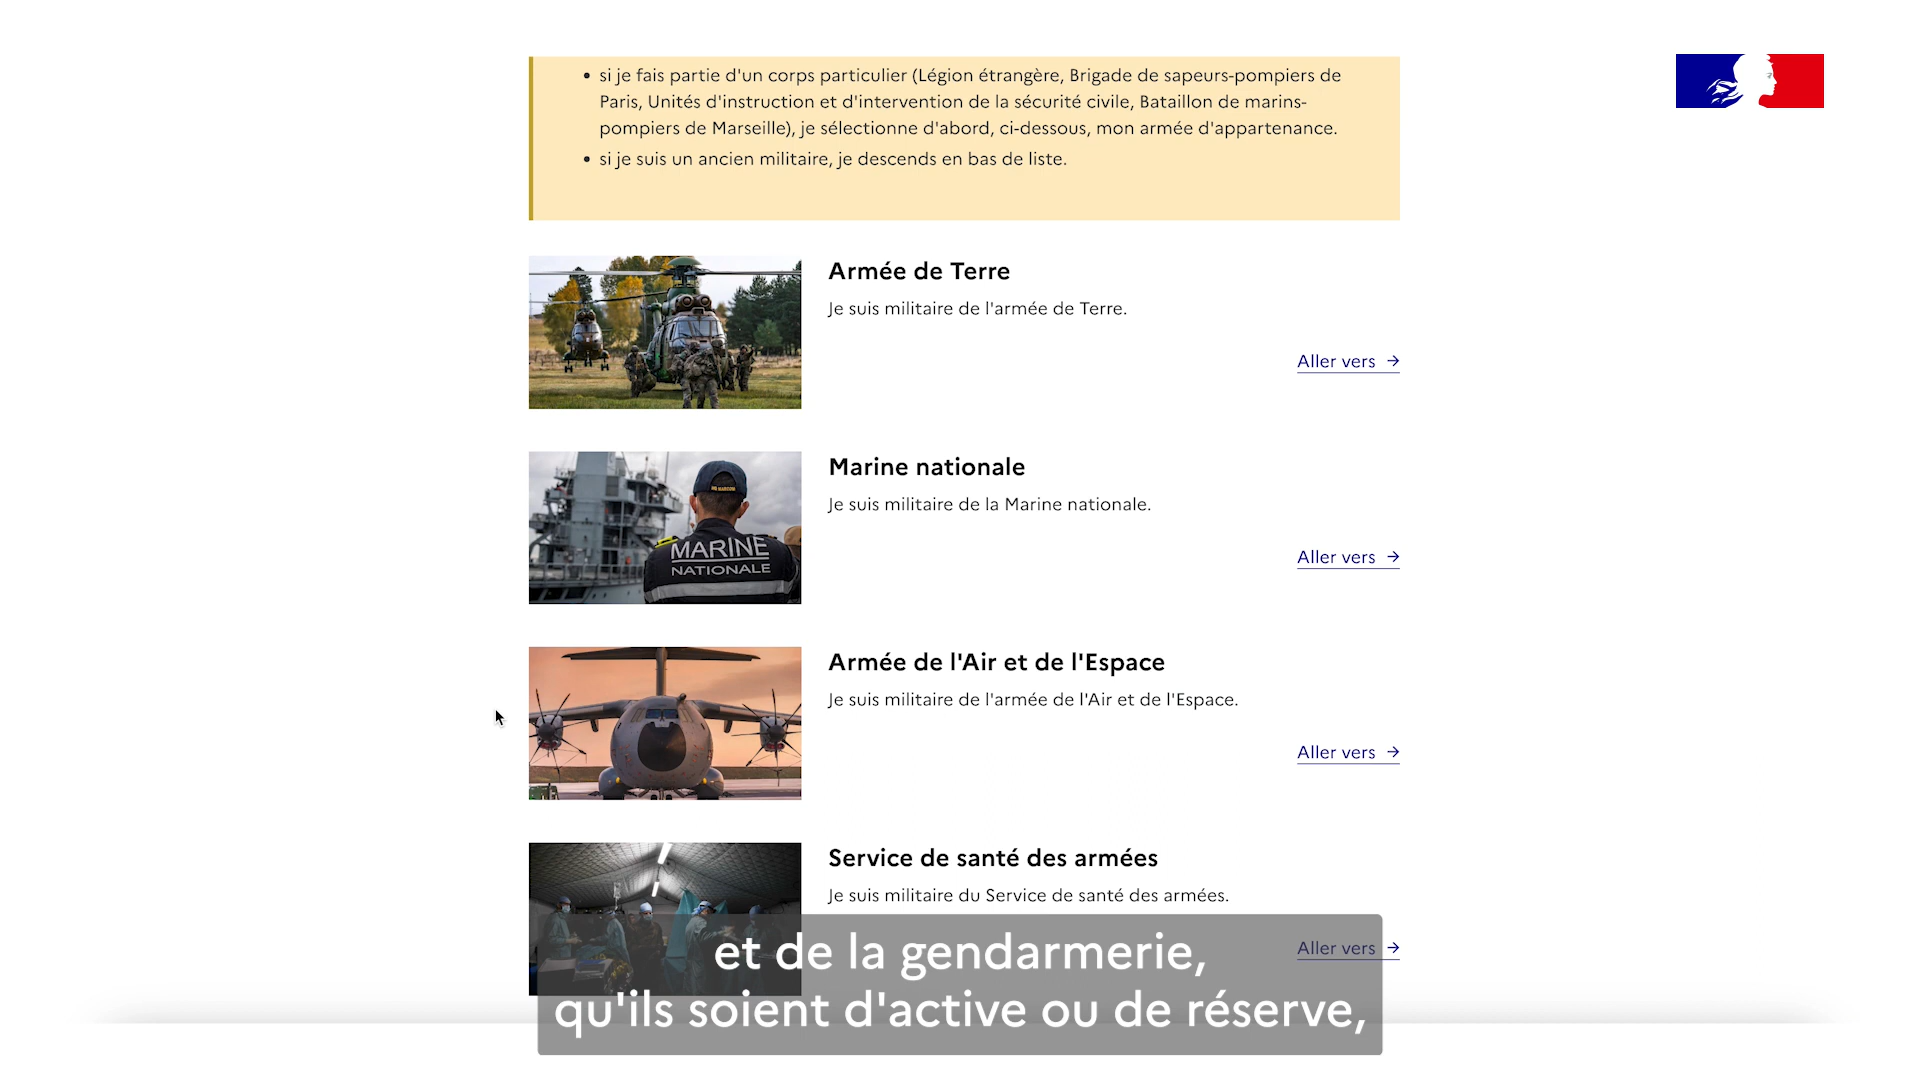 si je fais partie d'un corps particulier (Légion étrangère, Brigade de sapeurs-pompiers de
Paris, Unités d'instruction et d'intervention de la sécurité civile, Bataillon de marins-
pompiers de Marseille), je sélectionne d'abord, ci-dessous, mon armée d'appartenance.
si je suis un ancien militaire, je descends en bas de liste.
Armée de Terre
Je suis militaire de l'armée de Terre.
Aller vers
Marine nationale
Je suis militaire de la Marine nationale.
MARINE
NATIONALE
Aller vers
Armée de l'Air et de l'Espace
Je suis militaire de l'armée de l'Air et de l'Espace.
Aller vers
Service de santé des armées
Je suis militaire du Service de santé des armées.
Aller vers
et de la gendarmerie,
qu'ils soient d'active ou de réserve,